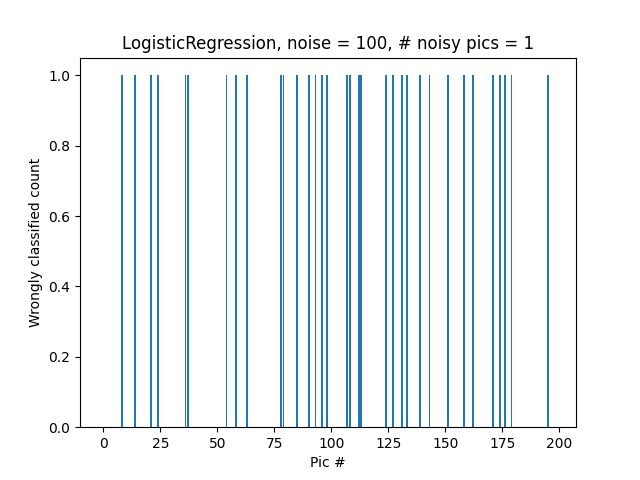 LogisticRegression, noise = 100, # noisy pics = 1
1.0
0.8
0.6
0.4
0.2
0.0
Wrongly classified count
0 25 50 75 100 125 150 175 200
Pic #